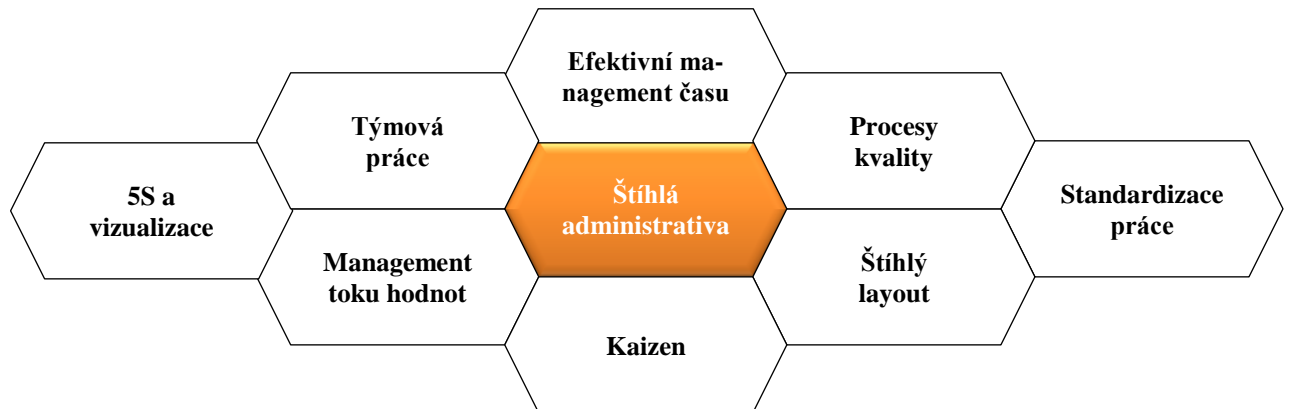 Efektivní ma-
nagement času
Týmová
práce
Procesy
kvality
5S a
vizualizace
Štíhlá
administrativa
Standardizace
práce
Management
toku hodnot
Štíhlý
layout
Kaizen